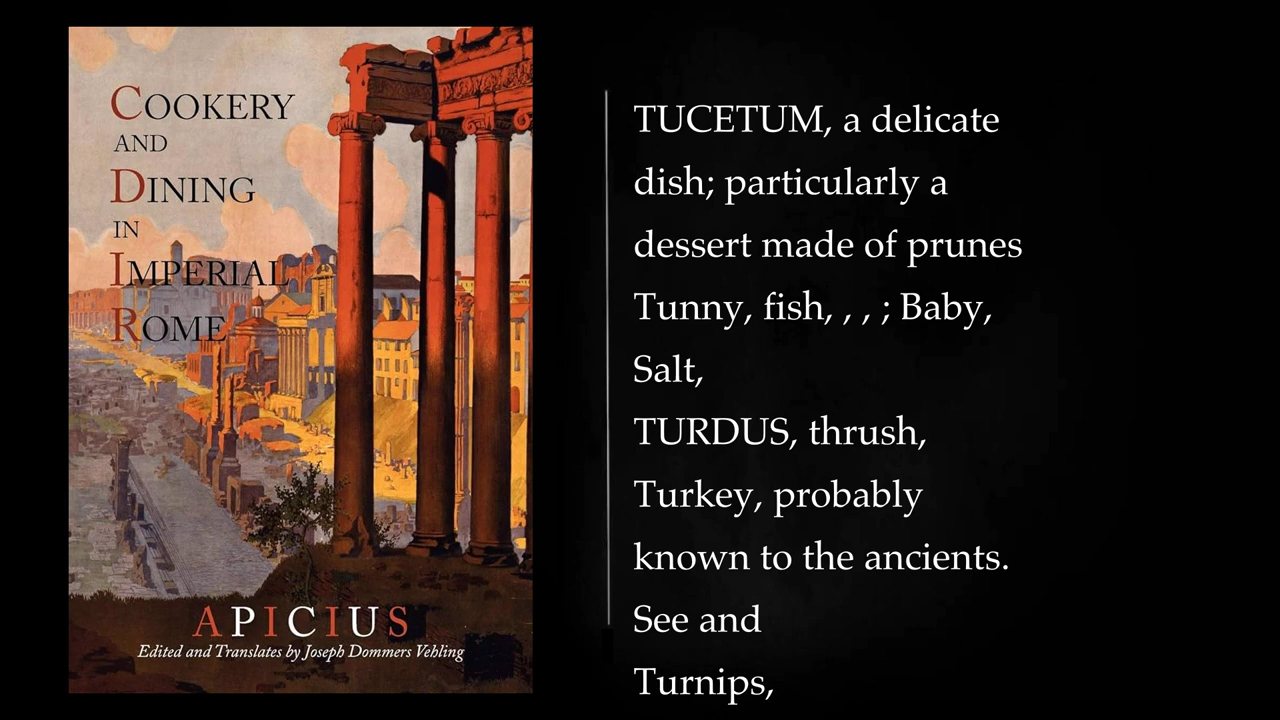 COOKERY
AND
DINING
IN
IMPERIAL
ROME
APICIUS
Edited and Translates by Joseph Dommers Vehling
TUCETUM, a delicate
dish; particularly a
dessert made of prunes
Tunny, fish, , , ; Baby,
Salt,
TURDUS, thrush,
Turkey, probably
known to the ancients.
See and
Turnips,